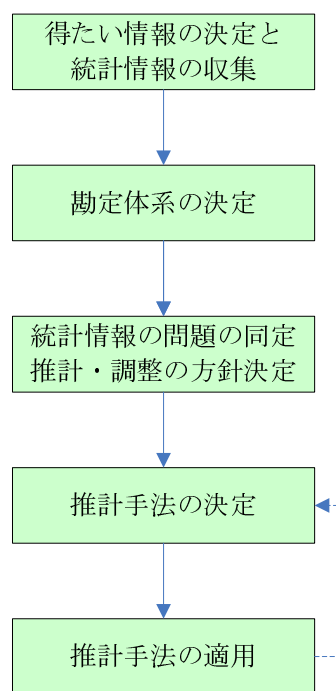 得たい情報の決定と
統計情報の収集
勘定体系の決定
統計情報の問題の同定
推計・調整の方針決定
推計手法の決定
推計手法の適用